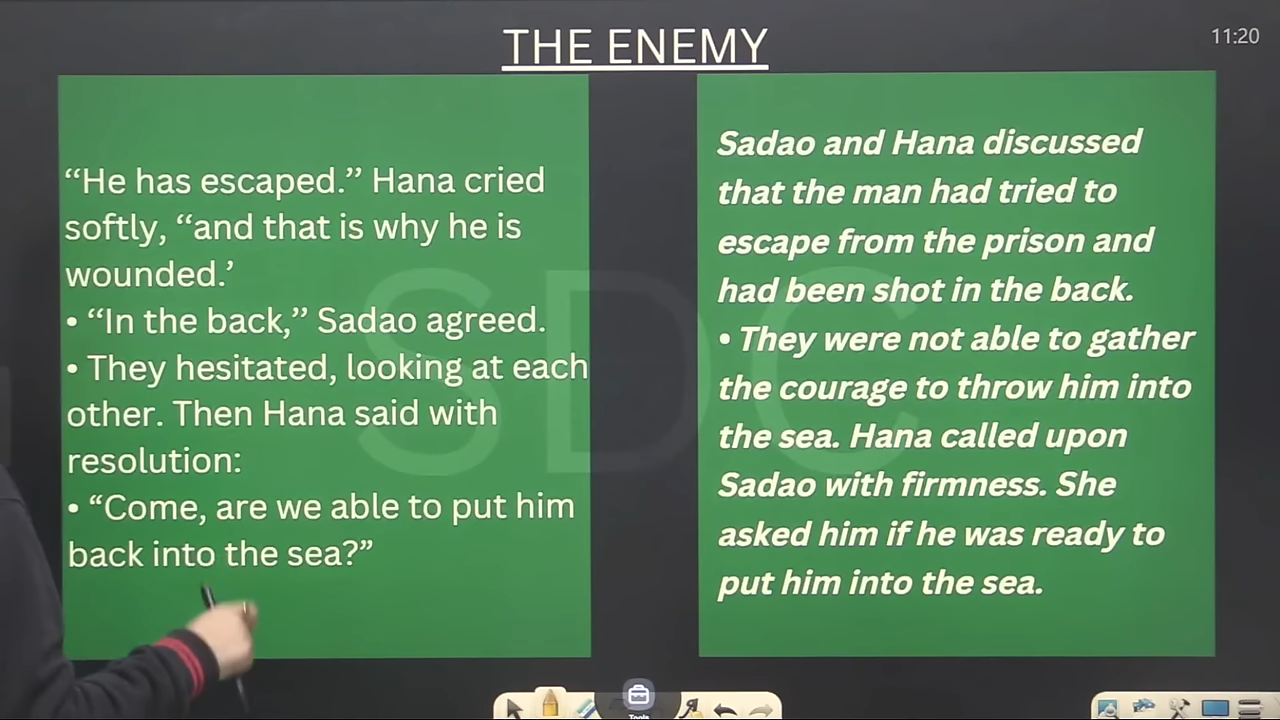 THE ENEMY
11:20
“He has escaped.” Hana cried
softly, “and that is why he is
wounded.’
• “In the back,” Sadao agreed.
• They hesitated, looking at each
other. Then Hana said with
resolution:
• “Come, are we able to put him
back into the sea?”
Sadao and Hana discussed
that the man had tried to
escape from the prison and
had been shot in the back.
• They were not able to gather
the courage to throw him into
the sea. Hana called upon
Sadao with firmness. She
asked him if he was ready to
put him into the sea.
SDC
Tools